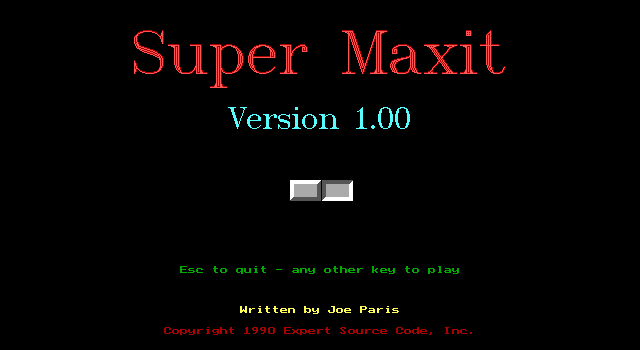 Super Maxit
Version 1.00
Esc to quit - any other key to play
Written by Joe Paris
Copyright 1990 Expert Source Code, Inc.